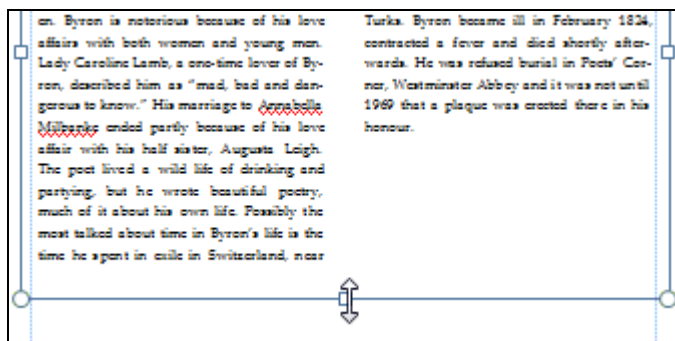 en. Byron is notorious because of his love
affairs with both women and young men.
Lady Caroline Lamb, a one-time lover of By-
ron, described him as “mad, bad and dan-
gerous to know.” His marriage to Annabella
Milbanke ended partly because of his love
affair with his half sister, Augusta Leigh.
The poet lived a wild life of drinking and
partying, but he wrote beautiful poetry,
much of it about his own life. Possibly the
most talked about time in Byron’s life is the
time he spent in exile in Switzerland, near
Turks. Byron became ill in February 1824,
contracted a fever and died shortly after-
wards. He was refused burial in Poets’ Cor-
ner, Westminster Abbey and it was not until
1969 that a plaque was erected there in his
honour.